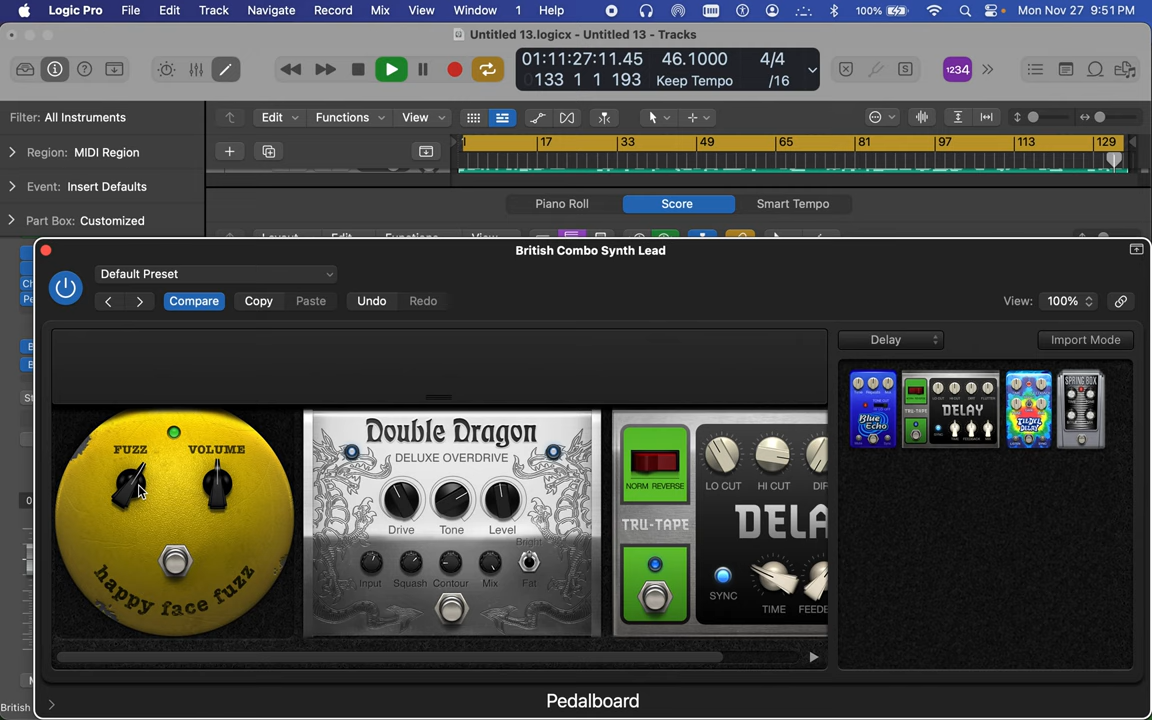 Logic Pro File Edit Track Navigate Record Mix View Window 1 Help 100% Mon Nov 27 9:51 PM
Untitled 13.logicx - Untitled 13 - Tracks
01:11:27:11.45 46.1000 4/4
0133 1 1 193 Keep Tempo /16
1234
Filter: All Instruments
Edit Functions View
Region: MIDI Region
1 17 33 49 65 81 97 113 129
Event: Insert Defaults
Piano Roll Score Smart Tempo
Part Box: Customized
British Combo Synth Lead
Default Preset
Compare Copy Paste Undo Redo
View: 100%
Delay Import Mode
FUZZ VOLUME
happy face fuzz
Double Dragon
DELUXE OVERDRIVE
Drive Tone Level
Bright
Input Squash Contour Mix Fat
NORM REVERSE
TRU-TAPE
LO CUT HI CUT DIR
DELA
SYNC TIME FEEDE
Blue Echo
TRU-TAPE
DELAY
SPRING BOX
Pedalboard
British